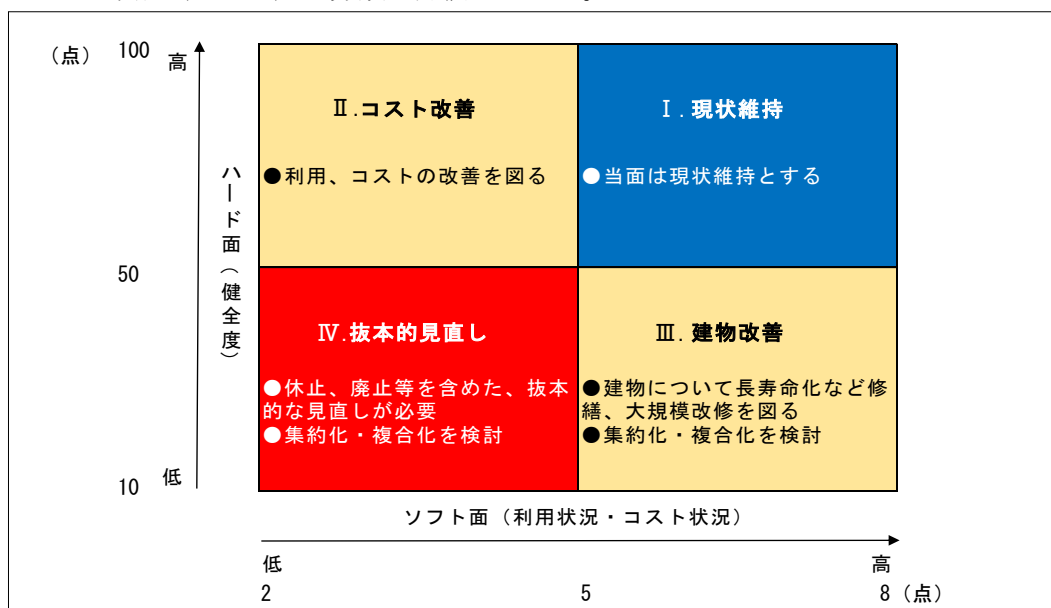 (点) 100 高
Ⅱ.コスト改善
Ⅰ. 現状維持
●利用、コストの改善を図る
●当面は現状維持とする
ハード面(健全度)
50
Ⅳ.抜本的見直し
Ⅲ. 建物改善
●休止、廃止等を含めた、抜本
的な見直しが必要
●集約化・複合化を検討
●建物について長寿命化など修
繕、大規模改修を図る
●集約化・複合化を検討
低
10
ソフト面(利用状況・コスト状況)
低 高
2 5 8(点)